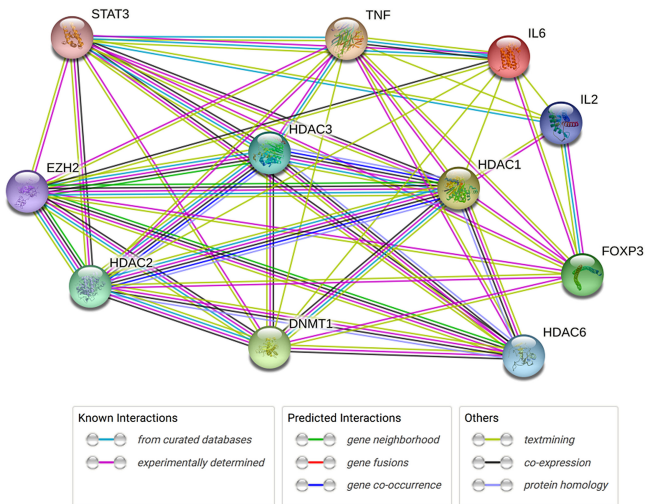 STAT3
TNF
IL6
IL2
HDAC3
EZH2
HDAC1
FOXP3
HDAC2
DNMT1
HDAC6
Known Interactions
from curated databases
experimentally determined
Predicted Interactions
gene neighborhood
gene fusions
gene co-occurrence
Others
textmining
co-expression
protein homology